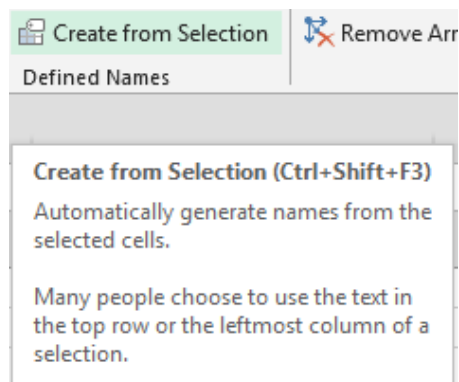 Create from Selection
Remove Arr
Defined Names
Create from Selection (Ctrl+Shift+F3)
Automatically generate names from the
selected cells.
Many people choose to use the text in
the top row or the leftmost column of a
selection.